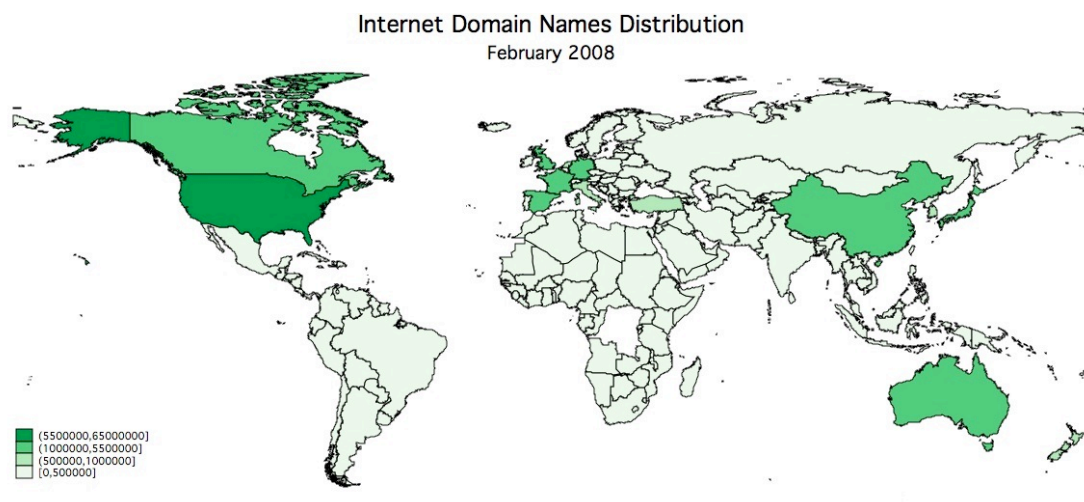 Internet Domain Names Distribution
February 2008
(5500000,65000000]
(1000000,5500000]
(500000,1000000]
[0,500000]